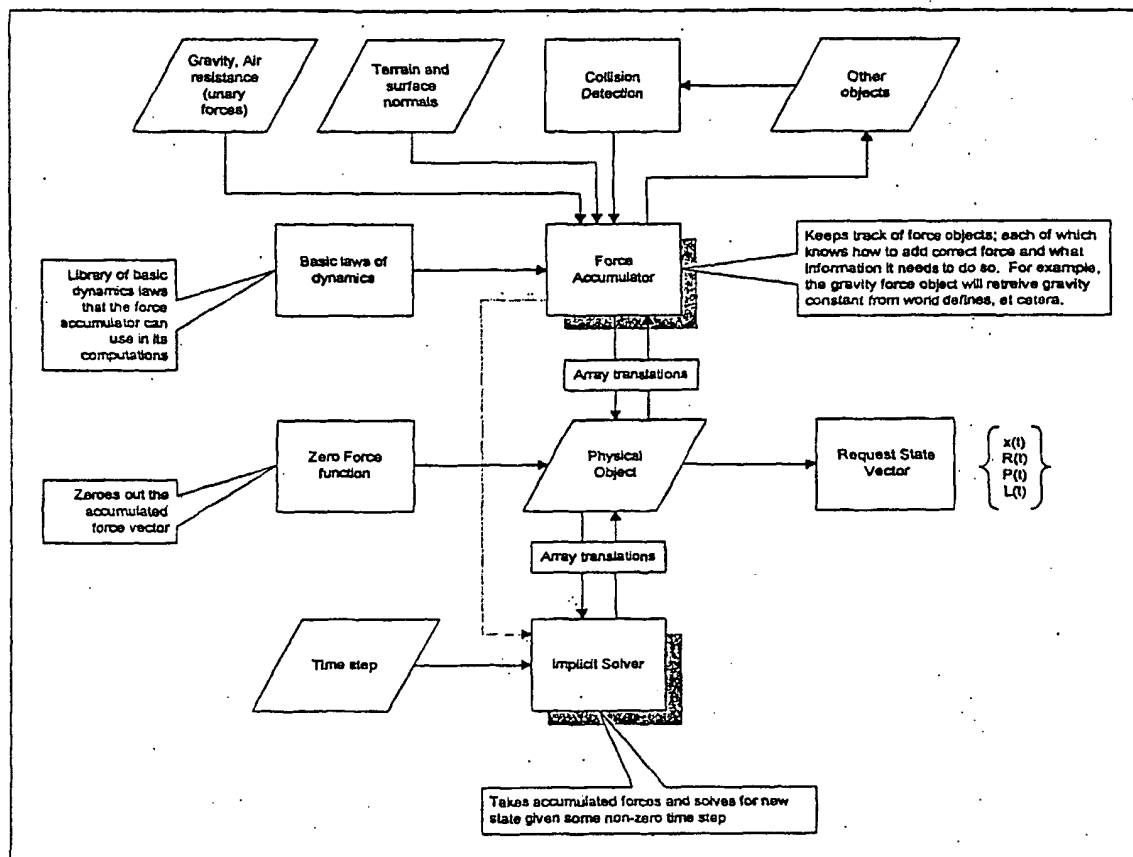 Gravity, Air
resistance
(unary
forces)
Terrain and
surface
normals
Collision
Detection
Other
objects
Library of basic
dynamics laws
that the force
accumulator can
use in its
computations
Basic laws of
dynamics
Force
Accumulator
Keeps track of force objects; each of which
knows how to add correct force and what
information it needs to do so. For example,
the gravity force object will retreive gravity
constant from world defines, et catera.
Array translations
Zeroes out the
accumulated
force vector
Zero Force
function
Physical
Object
Request State
Vector
x(t)
R(t)
P(t)
L(t)
Array translations
Time step
Implicit Solver
Takes accumulated forces and solves for new
state given some non-zero time step